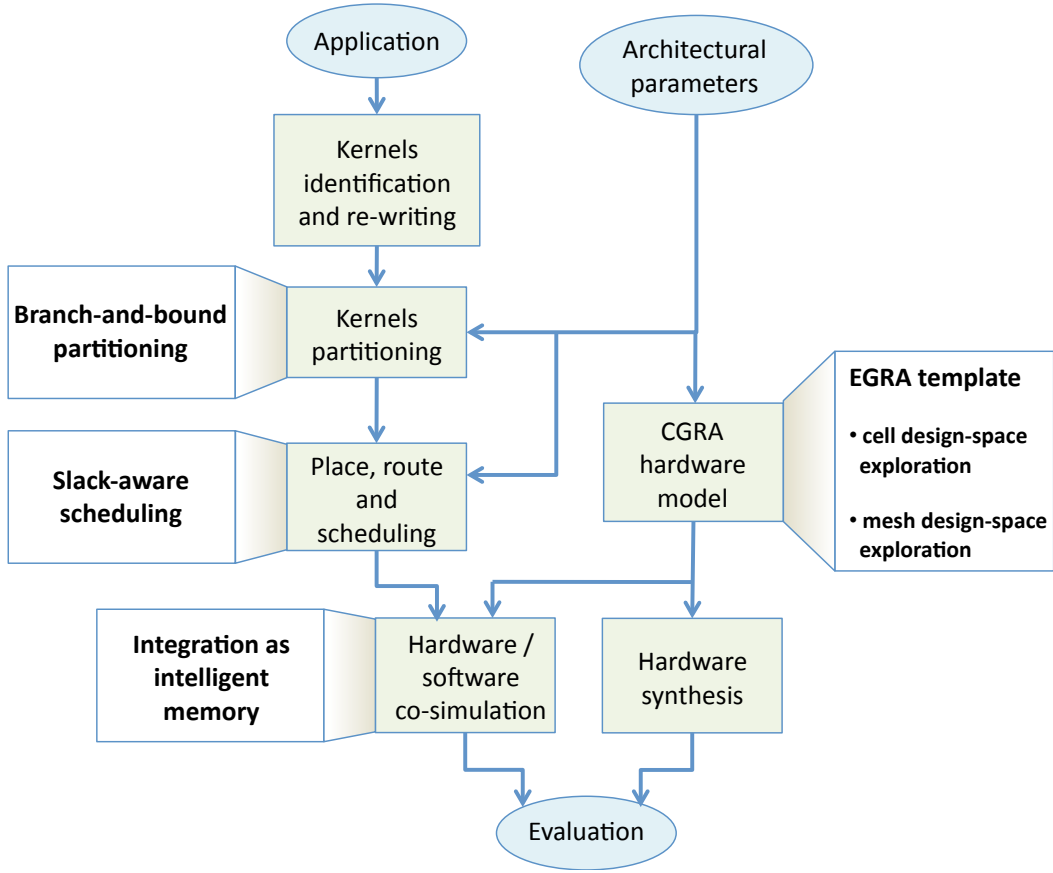 Application
Architectural
parameters
Kernels
identification
and re-writing
Branch-and-bound
partitioning
Kernels
partitioning
EGRA template
• cell design-space
exploration
• mesh design-space
exploration
CGRA
hardware
model
Slack-aware
scheduling
Place, route
and
scheduling
Integration as
intelligent
memory
Hardware /
software
co-simulation
Hardware
synthesis
Evaluation